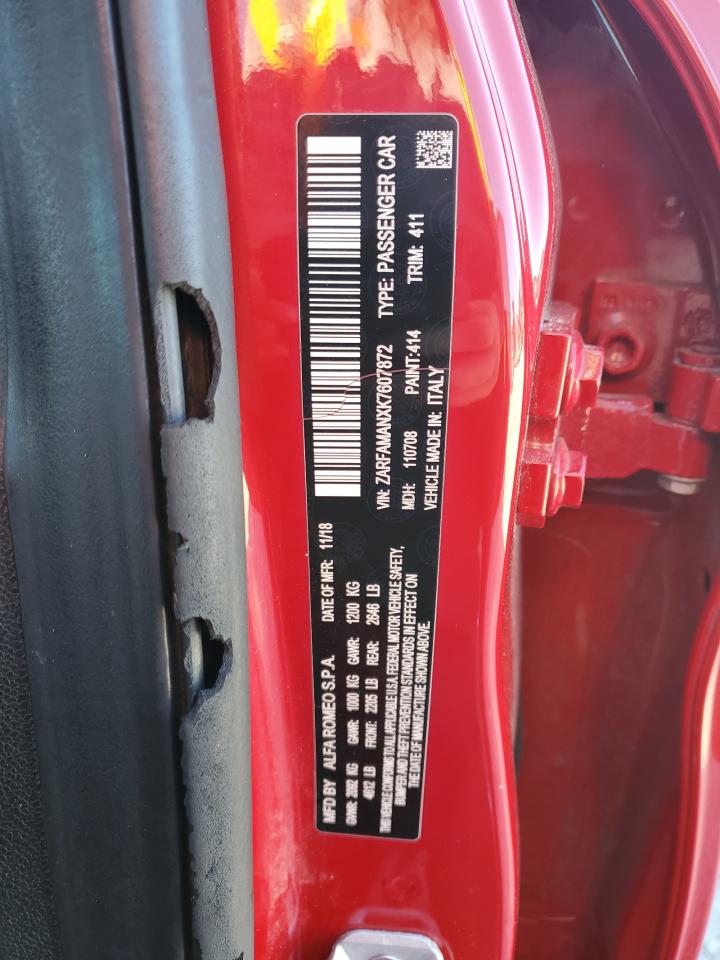 MFD BY ALFA ROMEO S.P.A. DATE OF MFR: 11/18
GVWR: 2092 KG GAWR: 1000 KG GAWR: 1200 KG
4612 LB FRONT: 2205 LB REAR: 2646 LB
THIS VEHICLE CONFORMS TO ALL APPLICABLE U.S.A. FEDERAL MOTOR VEHICLE SAFETY,
BUMPER AND THEFT PREVENTION STANDARDS IN EFFECT ON
THE DATE OF MANUFACTURE SHOWN ABOVE.
VIN: ZARFAMANXK7607872 TYPE: PASSENGER CAR
MDH: 110708 PAINT: 414 TRIM: 411
VEHICLE MADE IN: ITALY